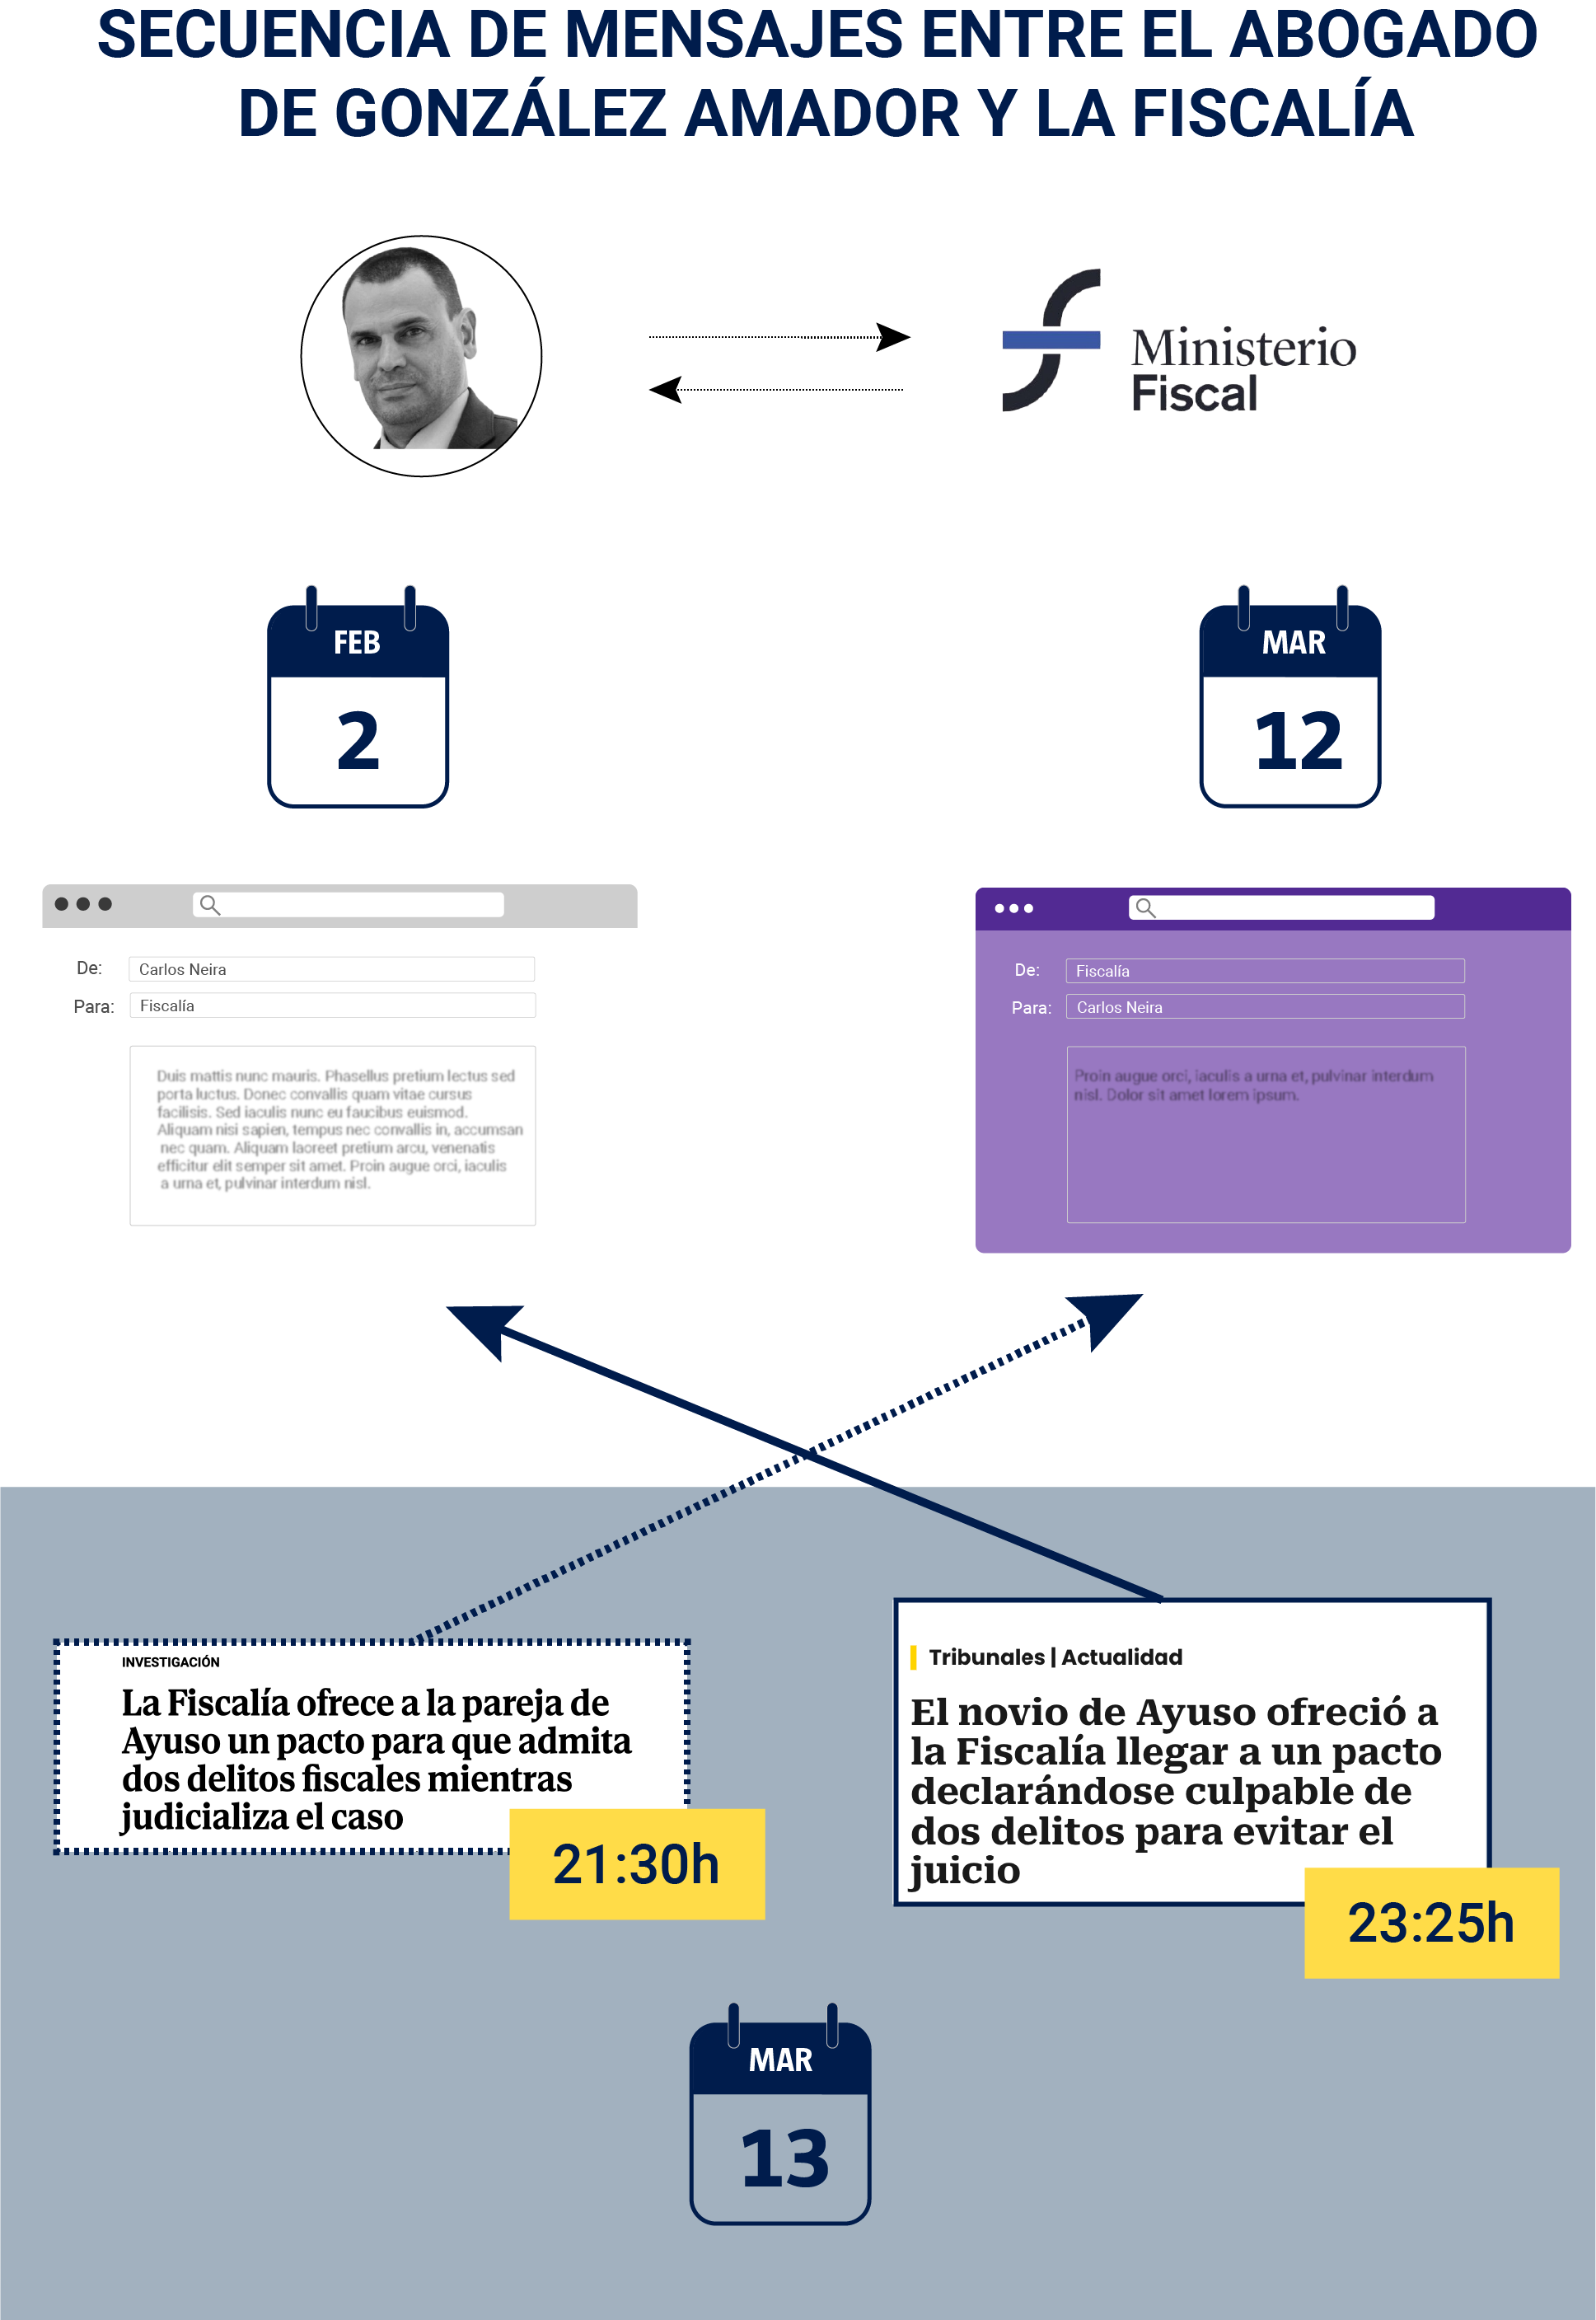 SECUENCIA DE MENSAJES ENTRE EL ABOGADO
DE GONZÁLEZ AMADOR Y LA FISCALÍA
Ministerio
Fiscal
FEB
2
MAR
12
De: Carlos Neira
Para: Fiscalía
Duis mattis nunc mauris. Phasellus pretium lectus sed
porta luctus. Donec convallis quam vitae cursus
facilisis. Sed iaculis nunc eu faucibus euismod.
Aliquam nisi sapien, tempus nec convallis in, accumsan
nec quam. Aliquam laoreet pretium arcu, venenatis
efficitur elit semper sit amet. Proin augue orci, iaculis
a urna et, pulvinar interdum nisl.
De: Fiscalía
Para: Carlos Neira
Proin augue orci, iaculis a urna et, pulvinar interdum
nisl. Dolor sit amet lorem ipsum.
INVESTIGACIÓN
La Fiscalía ofrece a la pareja de
Ayuso un pacto para que admita
dos delitos fiscales mientras
judicializa el caso
21:30h
Tribunales | Actualidad
El novio de Ayuso ofreció a
la Fiscalía llegar a un pacto
declarándose culpable de
dos delitos para evitar el
juicio
23:25h
MAR
13